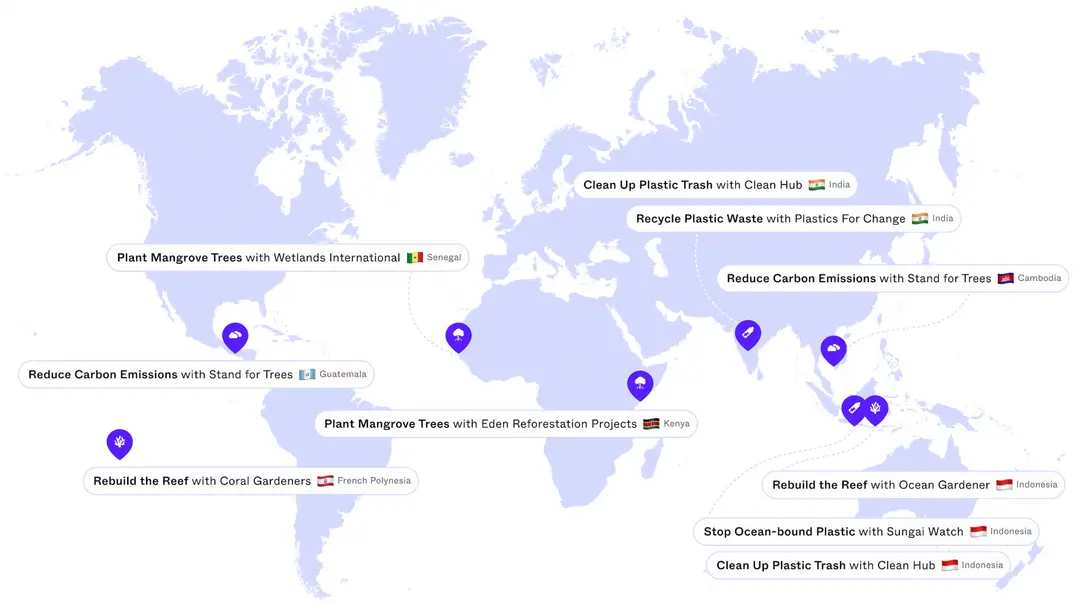 Clean Up Plastic Trash with Clean Hub India
Recycle Plastic Waste with Plastics For Change India
Plant Mangrove Trees with Wetlands International Senegal
Reduce Carbon Emissions with Stand for Trees Cambodia
Reduce Carbon Emissions with Stand for Trees Guatemala
Plant Mangrove Trees with Eden Reforestation Projects Kenya
Rebuild the Reef with Coral Gardeners French Polynesia
Rebuild the Reef with Ocean Gardener Indonesia
Stop Ocean-bound Plastic with Sungai Watch Indonesia
Clean Up Plastic Trash with Clean Hub Indonesia